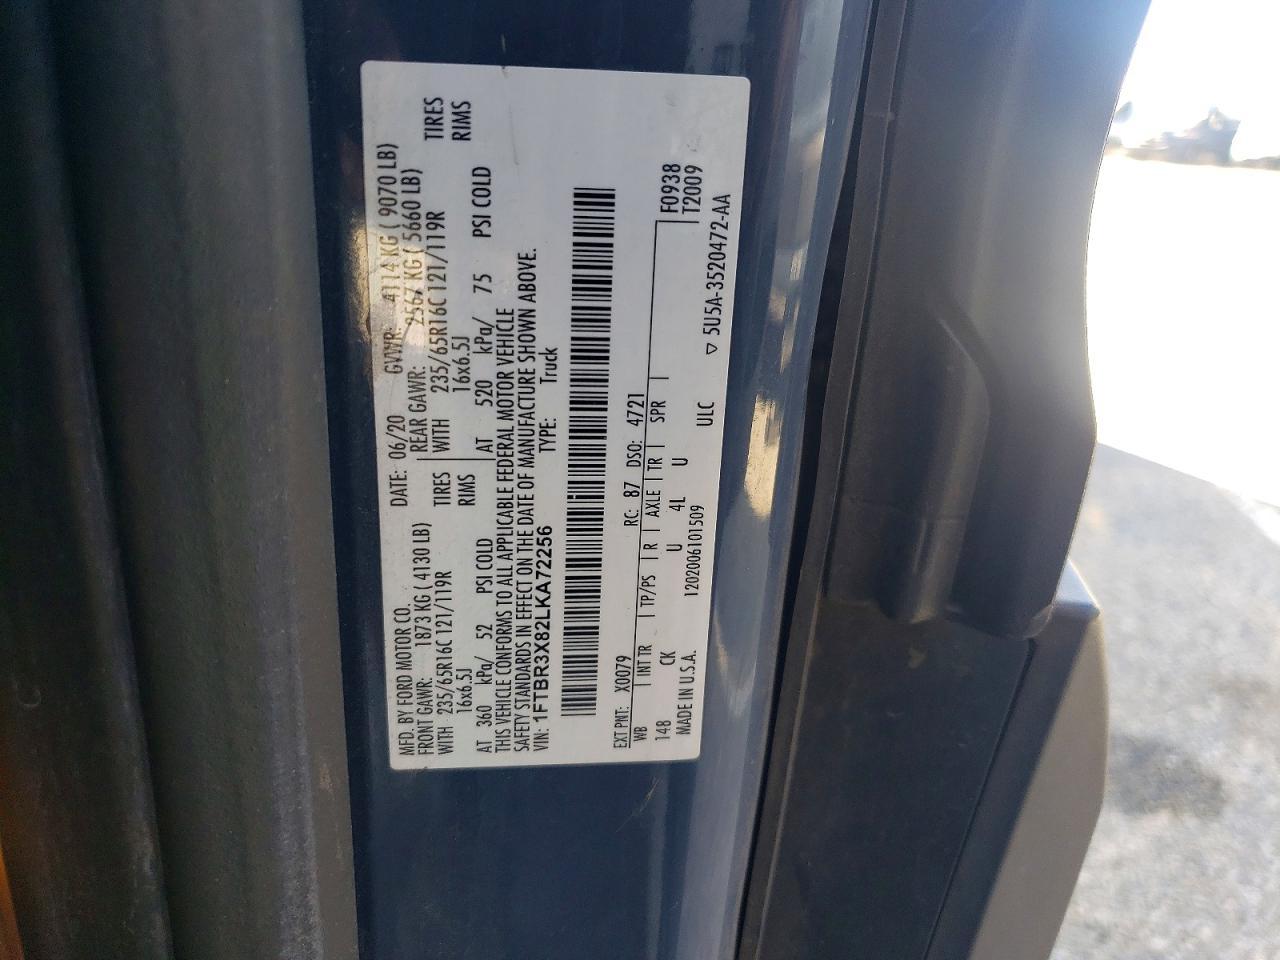 MFD. BY FORD MOTOR CO. DATE: 06/20 GVWR: 4114 KG ( 9070 LB)
FRONT GAWR: 1873 KG ( 4130 LB) REAR GAWR: 2567 KG ( 5660 LB)
WITH 235/65R16C 121/119R TIRES WITH 235/65R16C 121/119R TIRES
16x6.5J RIMS 16x6.5J RIMS
AT 360 kPa/ 52 PSI COLD AT 520 kPa/ 75 PSI COLD
THIS VEHICLE CONFORMS TO ALL APPLICABLE FEDERAL MOTOR VEHICLE
SAFETY STANDARDS IN EFFECT ON THE DATE OF MANUFACTURE SHOWN ABOVE.
VIN: 1FTBR3X82LKA72256 TYPE: Truck
EXT PNT: X0079 RC: 87 DSO: 4721 F0938
WB INT TR TP/PS R AXLE TR SPR T2009
148 CK U 4L U
MADE IN U.S.A. 1202006101509 ULC ▽ 5U5A-3520472-AA